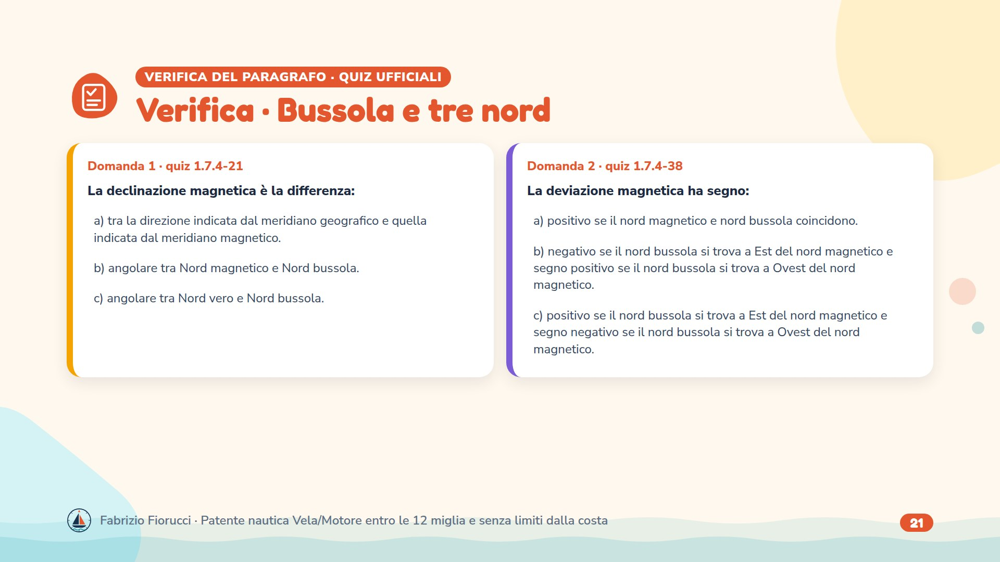 VERIFICA DEL PARAGRAFO · QUIZ UFFICIALI
Verifica · Bussola e tre nord
Domanda 1 · quiz 1.7.4-21
La declinazione magnetica è la differenza:
a) tra la direzione indicata dal meridiano geografico e quella
indicata dal meridiano magnetico.
b) angolare tra Nord magnetico e Nord bussola.
c) angolare tra Nord vero e Nord bussola.
Domanda 2 · quiz 1.7.4-38
La deviazione magnetica ha segno:
a) positivo se il nord magnetico e nord bussola coincidono.
b) negativo se il nord bussola si trova a Est del nord magnetico e
segno positivo se il nord bussola si trova a Ovest del nord
magnetico.
c) positivo se il nord bussola si trova a Est del nord magnetico e
segno negativo se il nord bussola si trova a Ovest del nord
magnetico.
Fabrizio Fiorucci · Patente nautica Vela/Motore entro le 12 miglia e senza limiti dalla costa
21